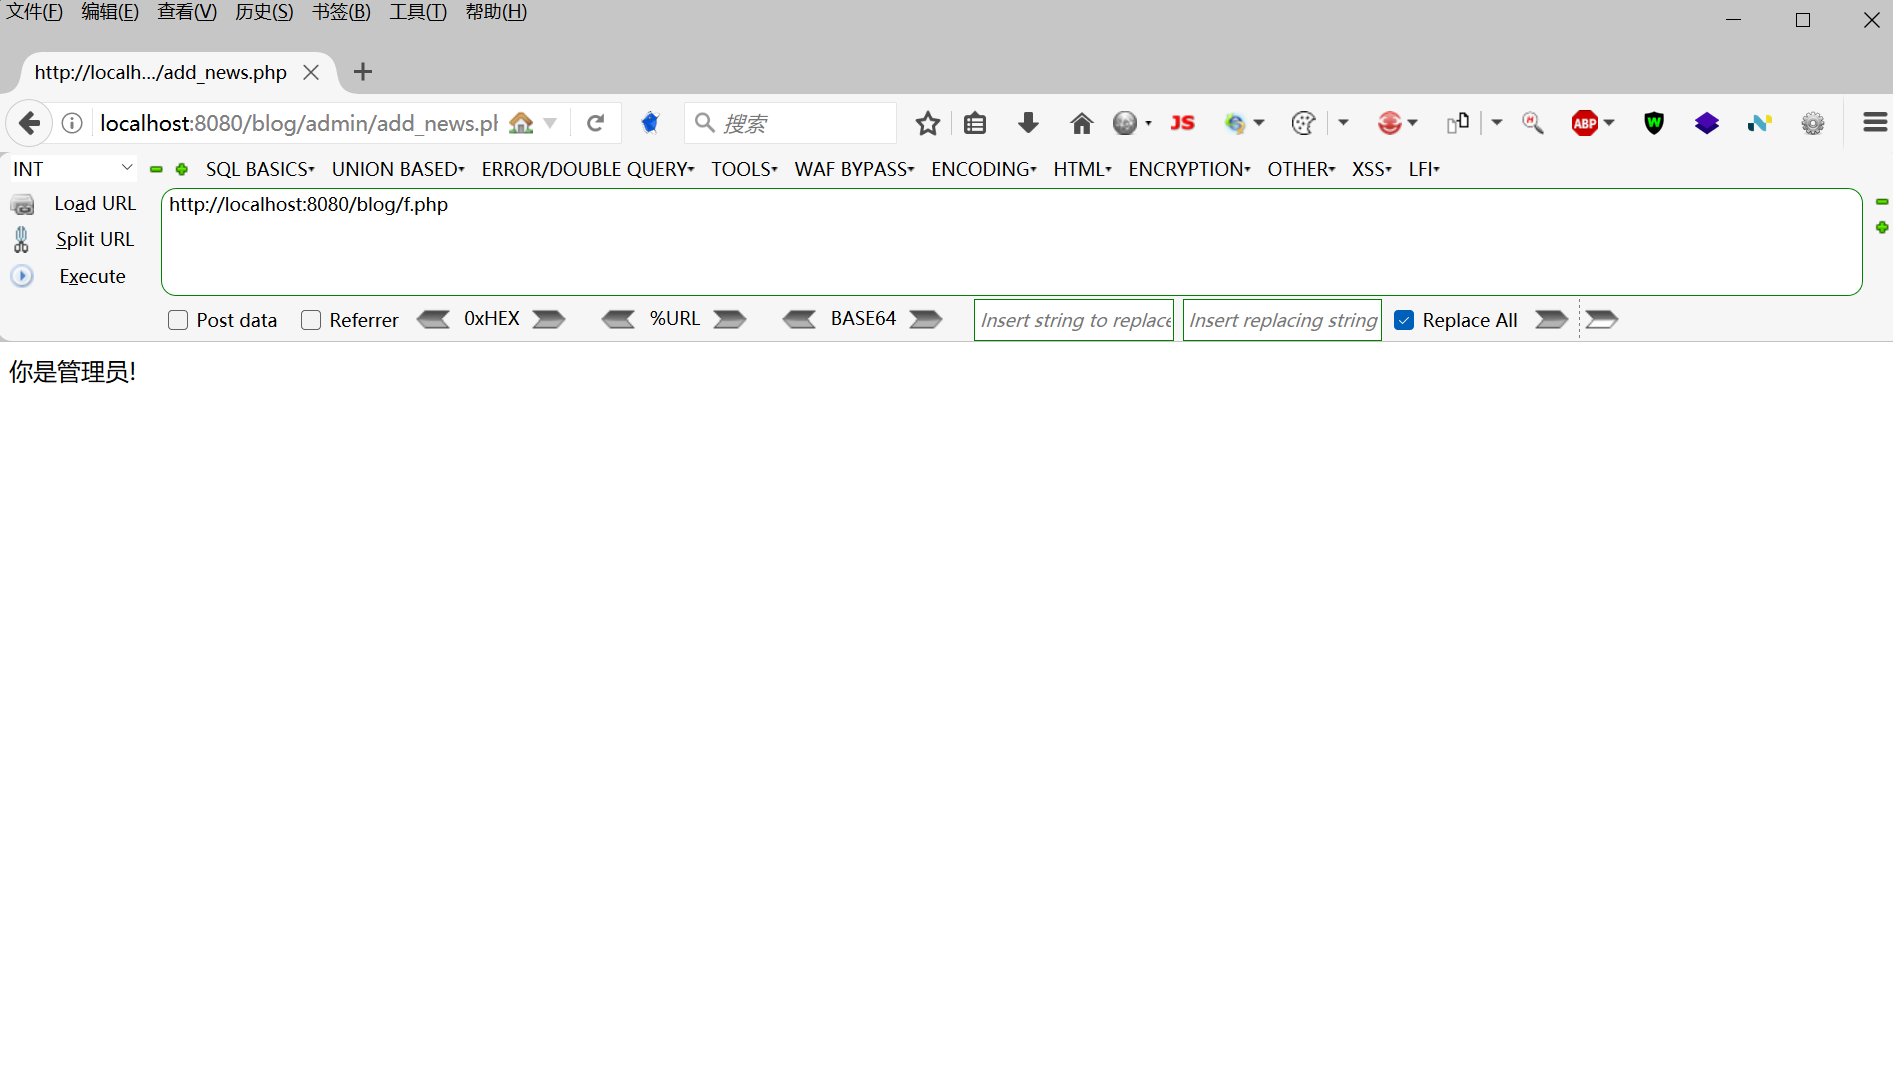 文件(F) 编辑(E) 查看(V) 历史(S) 书签(B) 工具(T) 帮助(H)
http://localh.../add_news.php
localhost:8080/blog/admin/add_news.ph 搜索 JS ABP W
INT SQL BASICS UNION BASED ERROR/DOUBLE QUERY TOOLS WAF BYPASS ENCODING HTML ENCRYPTION OTHER XSS LFI
Load URL http://localhost:8080/blog/f.php
Split URL
Execute
Post data Referrer 0xHEX %URL BASE64 Insert string to replace Insert replacing string Replace All
你是管理员!